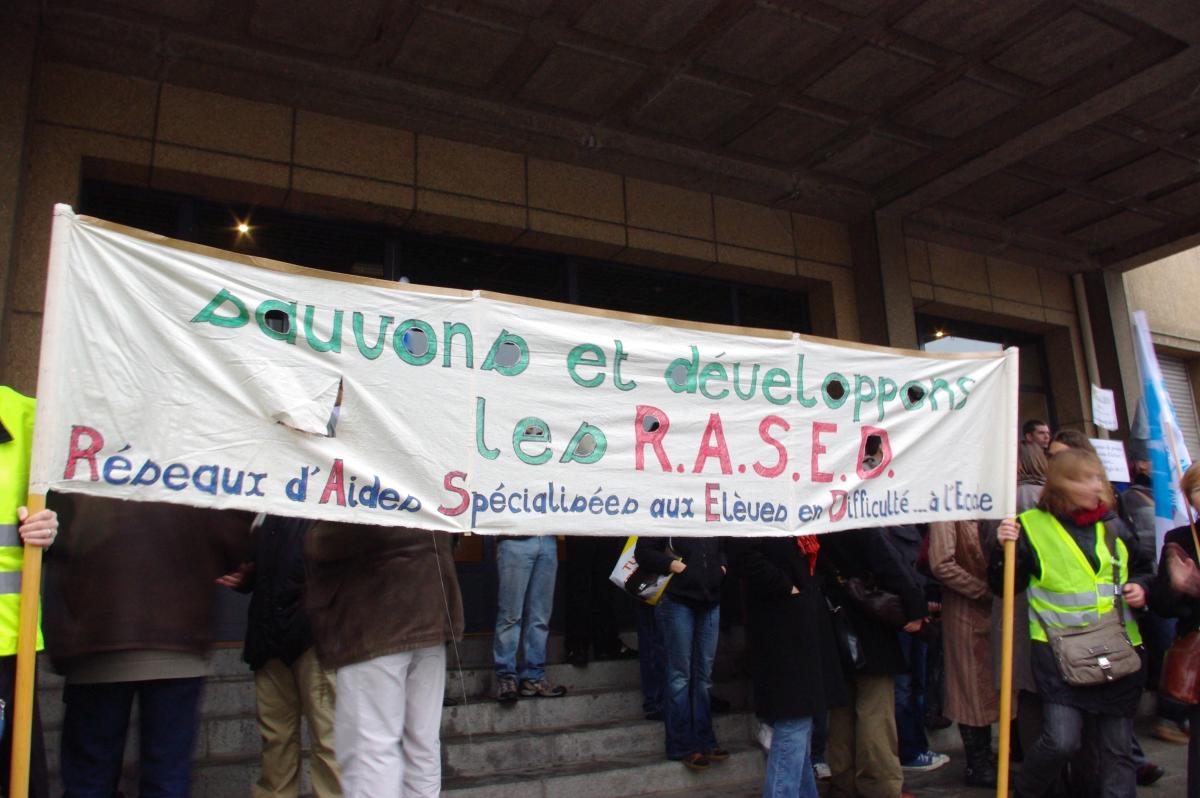 sauvons et développons
les R.A.S.E.D.
Réseaux d'Aides Spécialisées aux Elèves en Difficulté... à l'Ecole